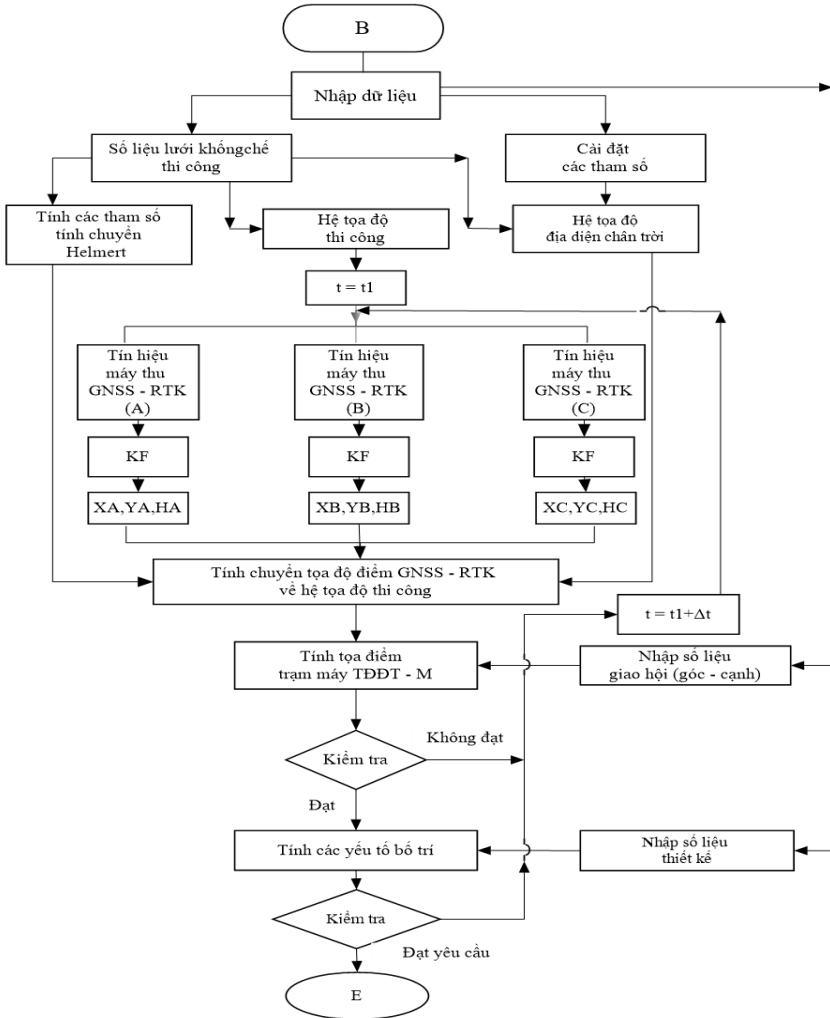 B
Nhập dữ liệu
Số liệu lưới khốngchế
thi công
Cài đặt
các tham số
Tính các tham số
tính chuyển
Helmert
Hệ tọa độ
thi công
Hệ tọa độ
địa diện chân trời
t = t1
Tín hiệu
máy thu
GNSS - RTK
(A)
Tín hiệu
máy thu
GNSS - RTK
(B)
Tín hiệu
máy thu
GNSS - RTK
(C)
KF
KF
KF
XA,YA,HA
XB,YB,HB
XC,YC,HC
Tính chuyển tọa độ điểm GNSS - RTK
về hệ tọa độ thi công
t = t1+Δt
Tính tọa điểm
trạm máy TĐĐT - M
Nhập số liệu
giao hội (góc - cạnh)
Không đạt
Kiểm tra
Đạt
Tính các yếu tố bố trí
Nhập số liệu
thiết kế
Kiểm tra
Đạt yêu cầu
E